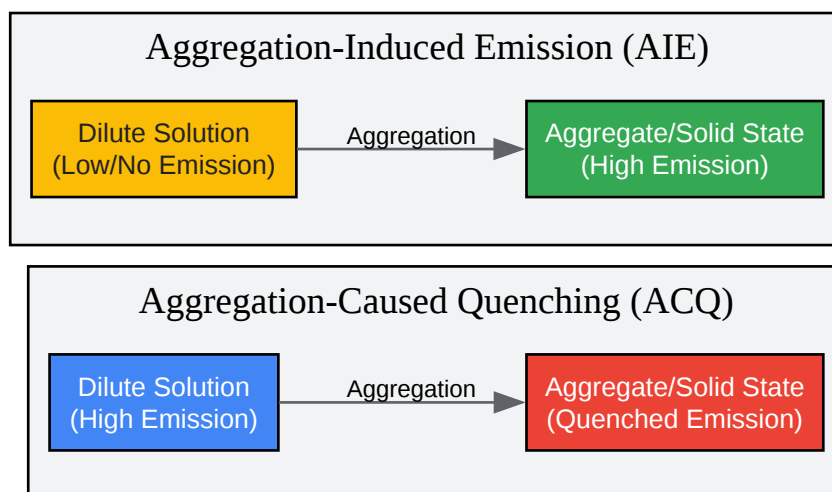 Aggregation-Induced Emission (AIE)
Dilute Solution
(Low/No Emission)
Aggregation
Aggregate/Solid State
(High Emission)
Aggregation-Caused Quenching (ACQ)
Dilute Solution
(High Emission)
Aggregation
Aggregate/Solid State
(Quenched Emission)